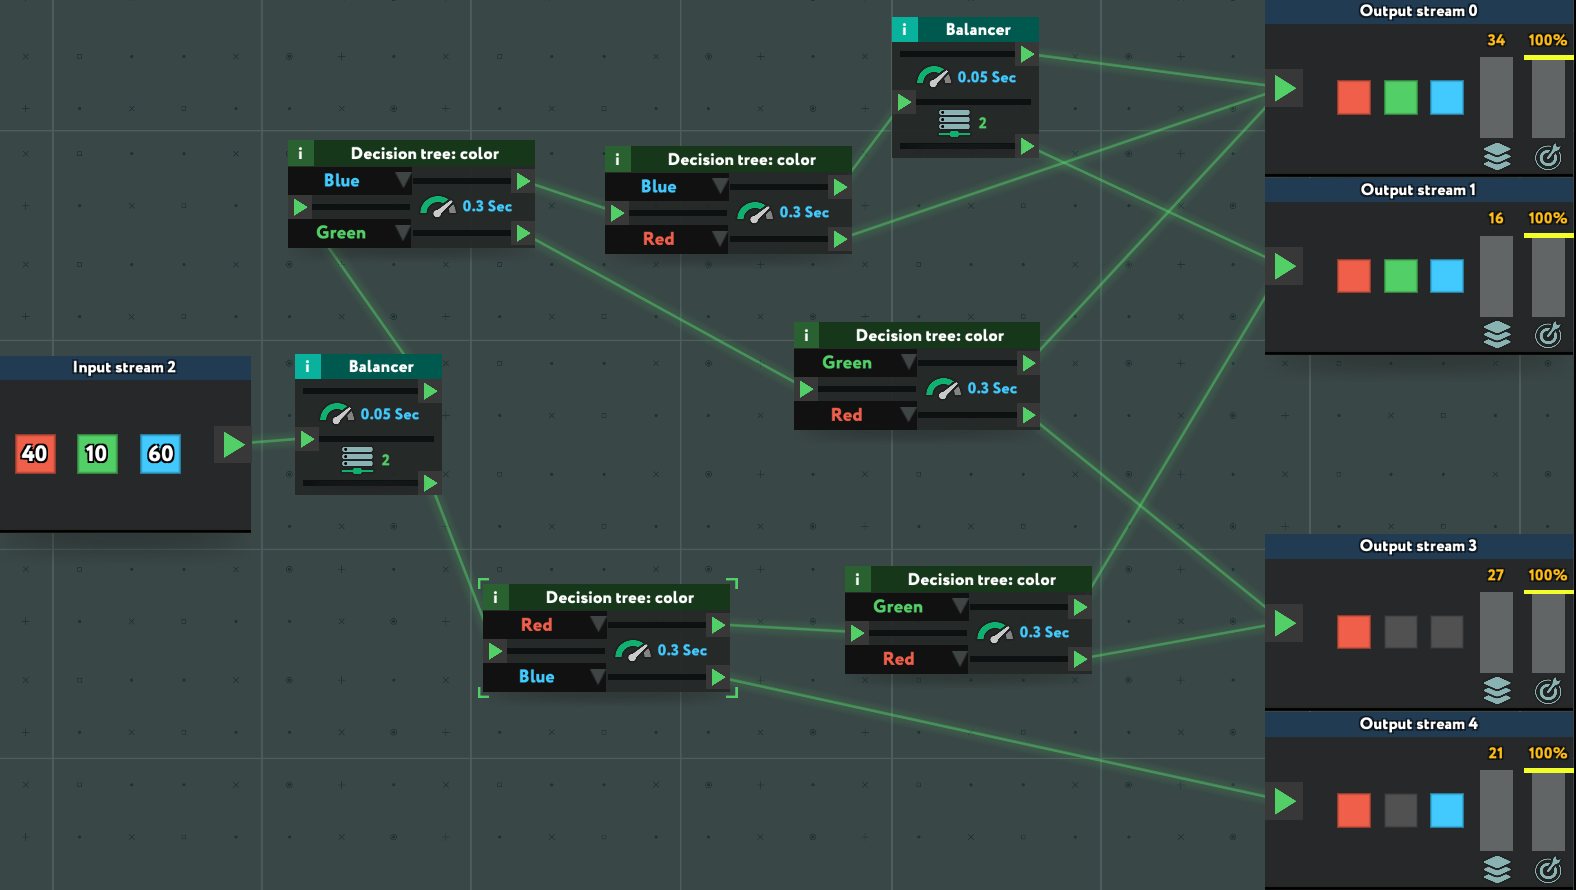 i Balancer
0.05 Sec
2
Output stream 0
34 100%
i Decision tree: color
Blue
0.3 Sec
Green
i Decision tree: color
Blue
0.3 Sec
Red
Output stream 1
16 100%
i Decision tree: color
Green
0.3 Sec
Red
Input stream 2
40 10 60
i Balancer
0.05 Sec
2
i Decision tree: color
Red
0.3 Sec
Blue
i Decision tree: color
Green
0.3 Sec
Red
Output stream 3
27 100%
Output stream 4
21 100%